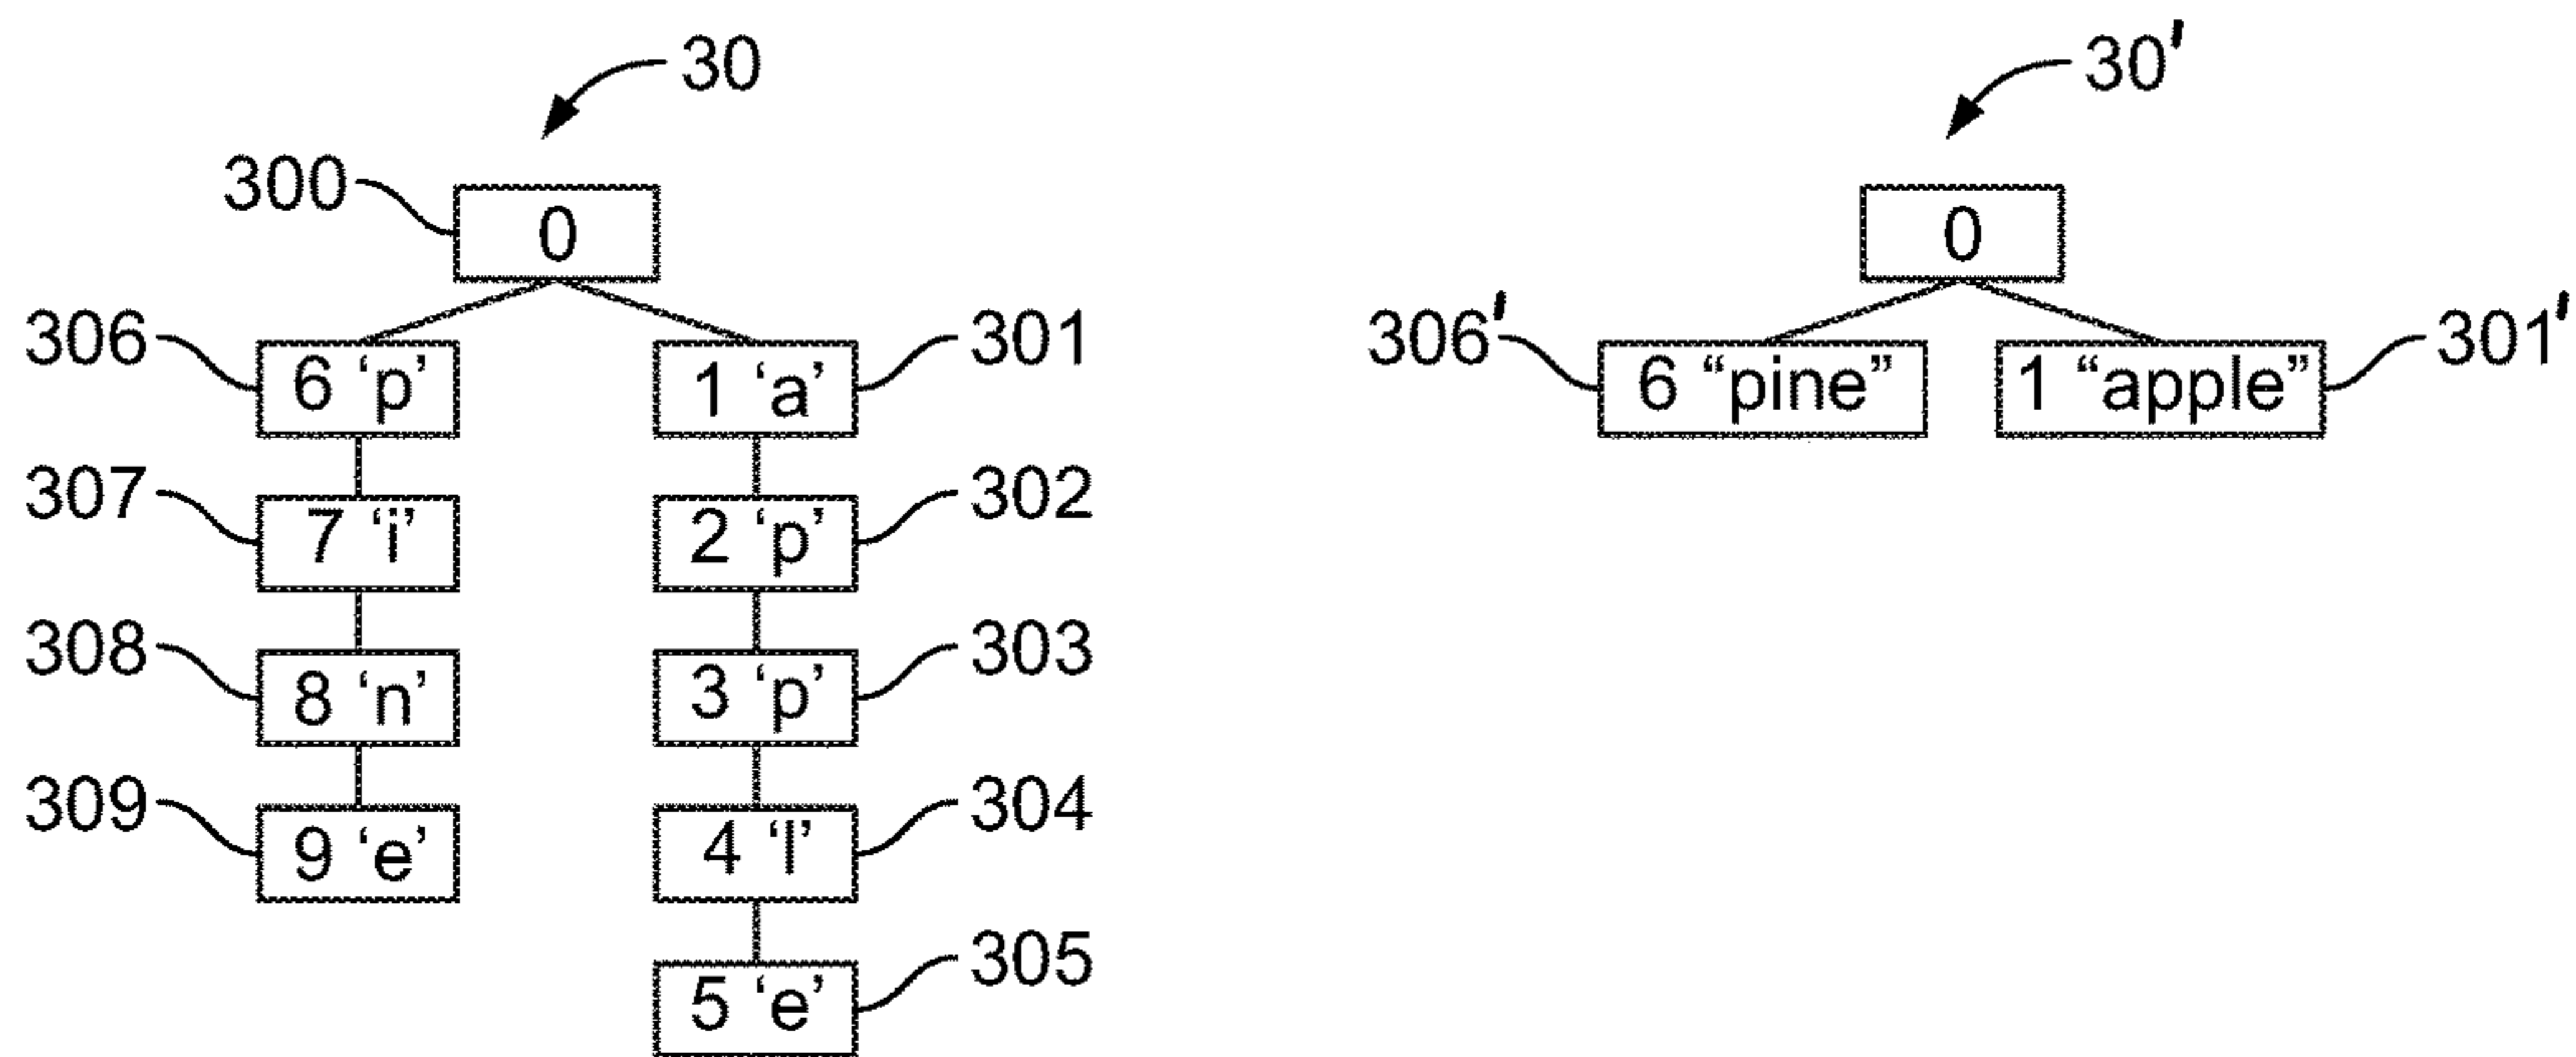 30 30′
300 0 0
306 6 ‘p’ 1 ‘a’ 301 306′ 6 “pine” 1 “apple” 301′
307 7 ‘i’ 2 ‘p’ 302
308 8 ‘n’ 3 ‘p’ 303
309 9 ‘e’ 4 ‘l’ 304
5 ‘e’ 305